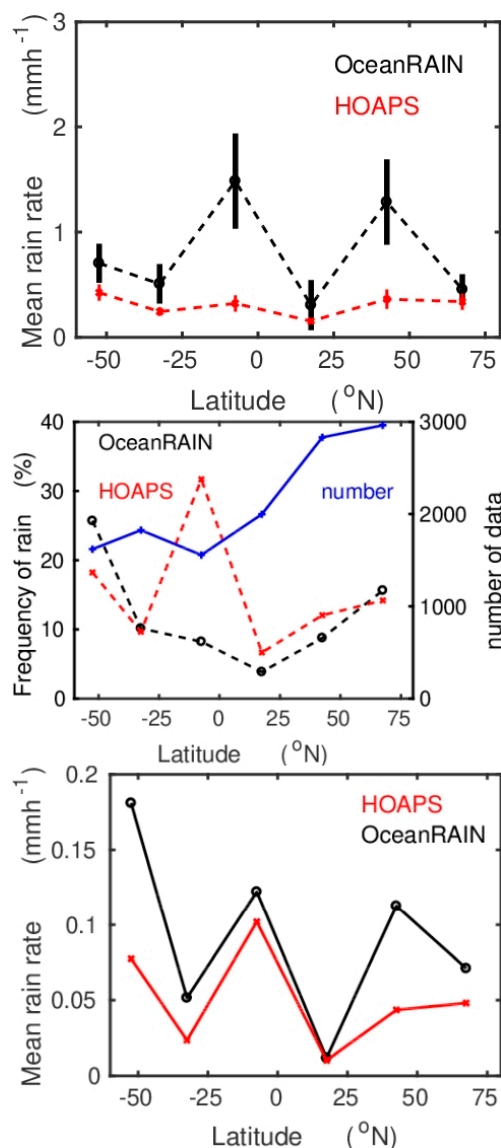 3
(mmh⁻¹)
OceanRAIN
HOAPS
2
1
0
Mean rain rate
-50 -25 0 25 50 75
Latitude (°N)
40 3000
OceanRAIN
(%)
30
HOAPS number
2000
20
Frequency of rain
number of data
1000
10
0 0
-50 -25 0 25 50 75
Latitude (°N)
0.2
(mmh⁻¹)
HOAPS
OceanRAIN
0.15
0.1
0.05
Mean rain rate
0
-50 -25 0 25 50 75
Latitude (°N)